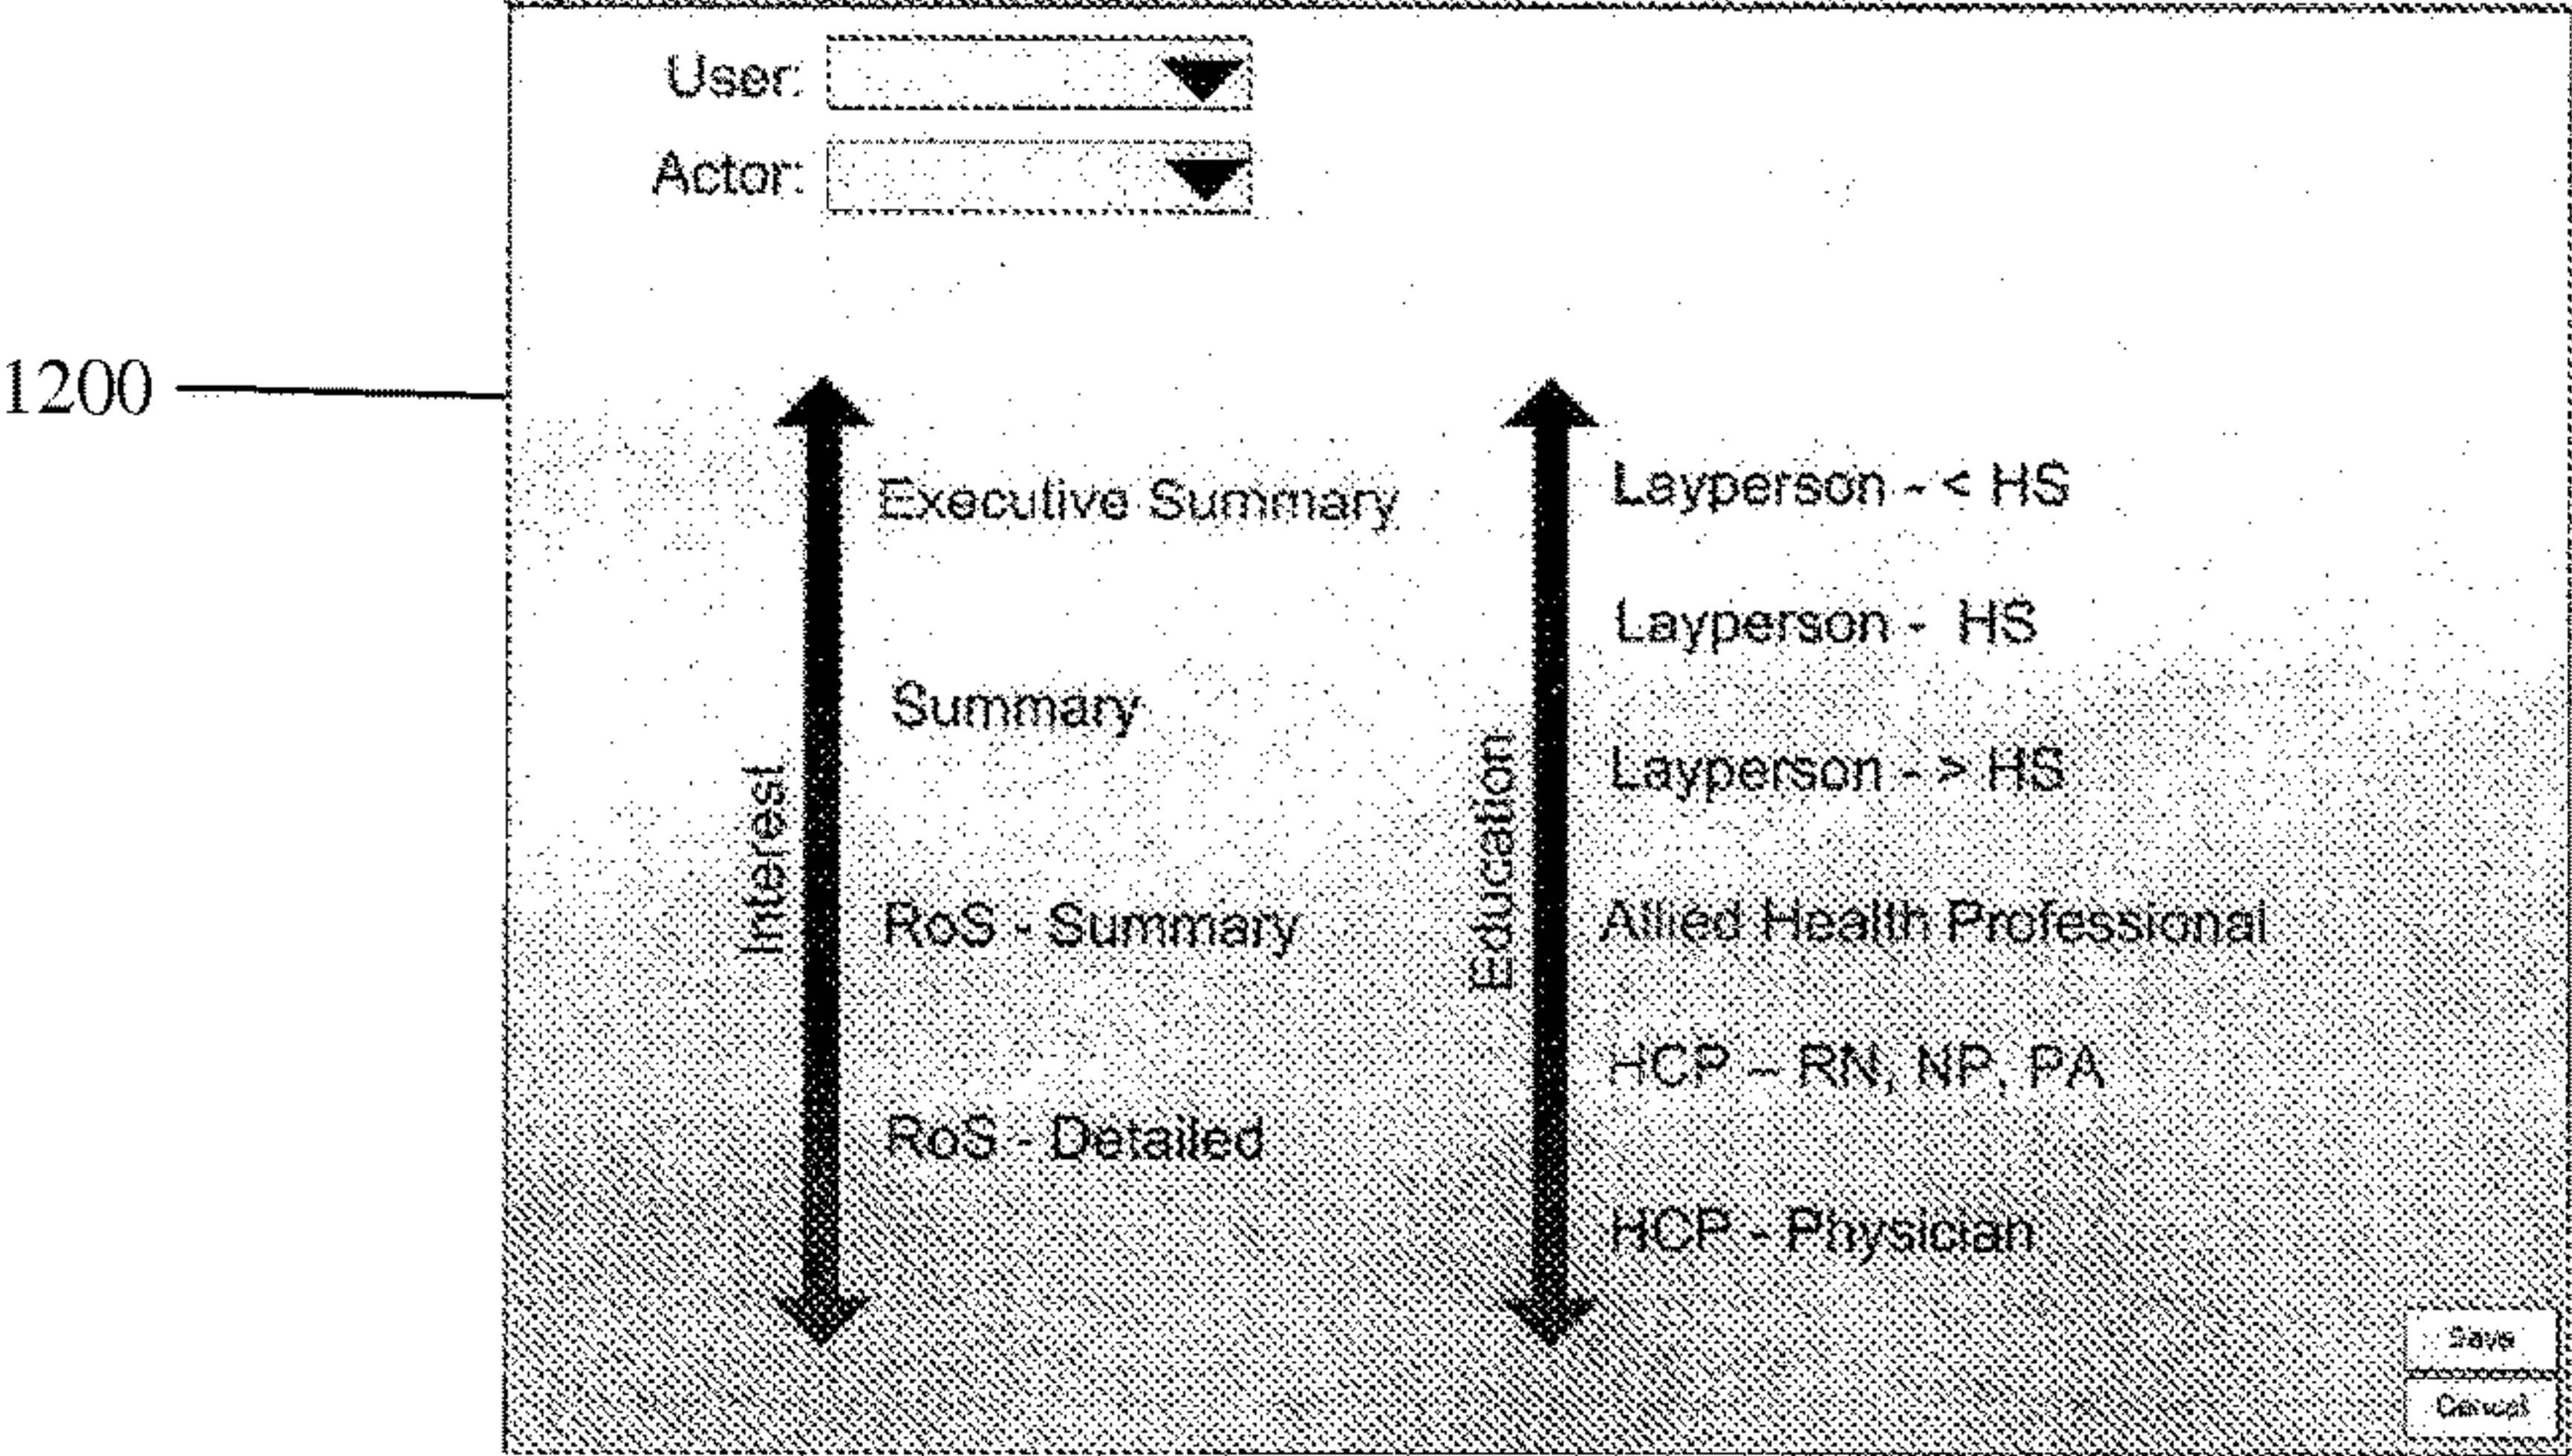 User:
Actor:
1200
Interest
Executive Summary
Summary
RoS - Summary
RoS - Detailed
Education
Layperson - < HS
Layperson - HS
Layperson - > HS
Allied Health Professional
HCP - RN, NP, PA
HCP - Physician
Save
Cancel